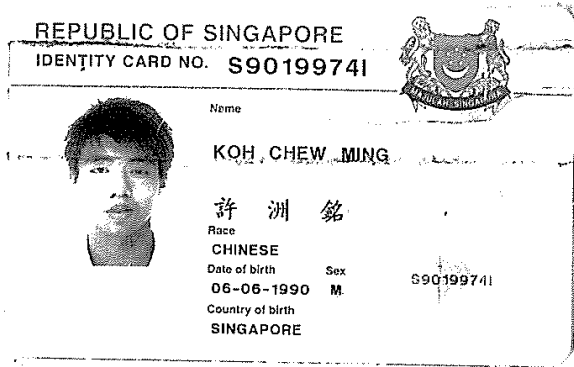 REPUBLIC OF SINGAPORE
IDENTITY CARD NO. S9019974I
Name
KOH CHEW MING
許洲銘
Race
CHINESE
Date of birth Sex
06-06-1990 M
S9019974I
Country of birth
SINGAPORE